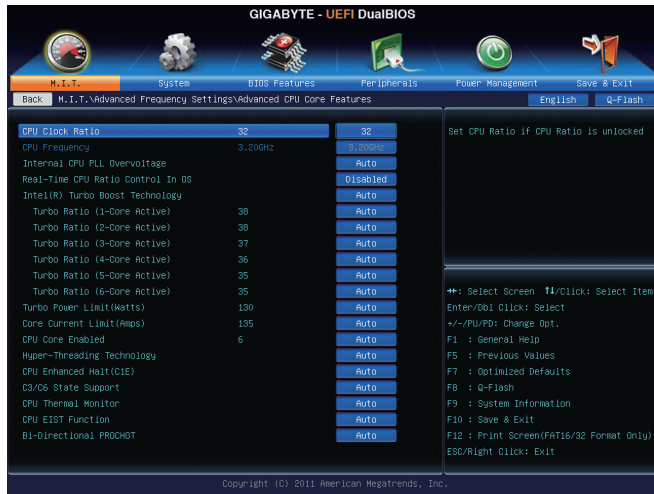 GIGABYTE - UEFI DualBIOS
M.I.T. System BIOS Features Peripherals Power Management Save & Exit
Back M.I.T.\Advanced Frequency Settings\Advanced CPU Core Features English Q-Flash
CPU Clock Ratio 32 32
CPU Frequency 3.20GHz 3.20GHz
Internal CPU PLL Overvoltage Auto
Real-Time CPU Ratio Control In OS Disabled
Intel(R) Turbo Boost Technology Auto
Turbo Ratio (1-Core Active) 38 Auto
Turbo Ratio (2-Core Active) 38 Auto
Turbo Ratio (3-Core Active) 37 Auto
Turbo Ratio (4-Core Active) 36 Auto
Turbo Ratio (5-Core Active) 35 Auto
Turbo Ratio (6-Core Active) 35 Auto
Turbo Power Limit(Watts) 130 Auto
Core Current Limit(Amps) 135 Auto
CPU Core Enabled 6 Auto
Hyper-Threading Technology Auto
CPU Enhanced Halt(C1E) Auto
C3/C6 State Support Auto
CPU Thermal Monitor Auto
CPU EIST Function Auto
Bi-Directional PROCHOT Auto
Set CPU Ratio if CPU Ratio is unlocked
↔: Select Screen ↑↓/Click: Select Item
Enter/Dbl Click: Select
+/-/PU/PD: Change Opt.
F1 : General Help
F5 : Previous Values
F7 : Optimized Defaults
F8 : Q-Flash
F9 : System Information
F10 : Save & Exit
F12 : Print Screen(FAT16/32 Format Only)
ESC/Right Click: Exit
Copyright (C) 2011 American Megatrends, Inc.